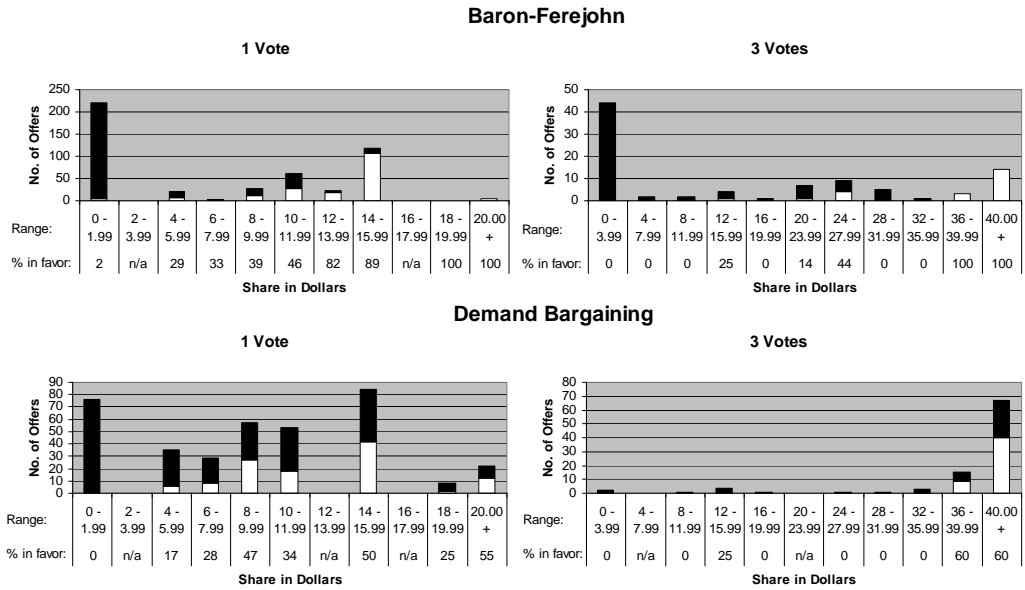 Baron-Ferejohn
1 Vote
250
200
150
100
50
0
No. of Offers
Range:
0 - 2 - 4 - 6 - 8 - 10 - 12 - 14 - 16 - 18 - 20.00
1.99 3.99 5.99 7.99 9.99 11.99 13.99 15.99 17.99 19.99 +
% in favor: 2 n/a 29 33 39 46 82 89 n/a 100 100
Share in Dollars
3 Votes
50
40
30
20
10
0
No. of Offers
Range:
0 - 4 - 8 - 12 - 16 - 20 - 24 - 28 - 32 - 36 - 40.00
3.99 7.99 11.99 15.99 19.99 23.99 27.99 31.99 35.99 39.99 +
% in favor: 0 0 0 25 0 14 44 0 0 100 100
Share in Dollars
Demand Bargaining
1 Vote
90
80
70
60
50
40
30
20
10
0
No. of Offers
Range:
0 - 2 - 4 - 6 - 8 - 10 - 12 - 14 - 16 - 18 - 20.00
1.99 3.99 5.99 7.99 9.99 11.99 13.99 15.99 17.99 19.99 +
% in favor: 0 n/a 17 28 47 34 n/a 50 n/a 25 55
Share in Dollars
3 Votes
80
70
60
50
40
30
20
10
0
No. of Offers
Range:
0 - 4 - 8 - 12 - 16 - 20 - 24 - 28 - 32 - 36 - 40.00
3.99 7.99 11.99 15.99 19.99 23.99 27.99 31.99 35.99 39.99 +
% in favor: 0 n/a 0 25 0 n/a 0 0 0 60 60
Share in Dollars